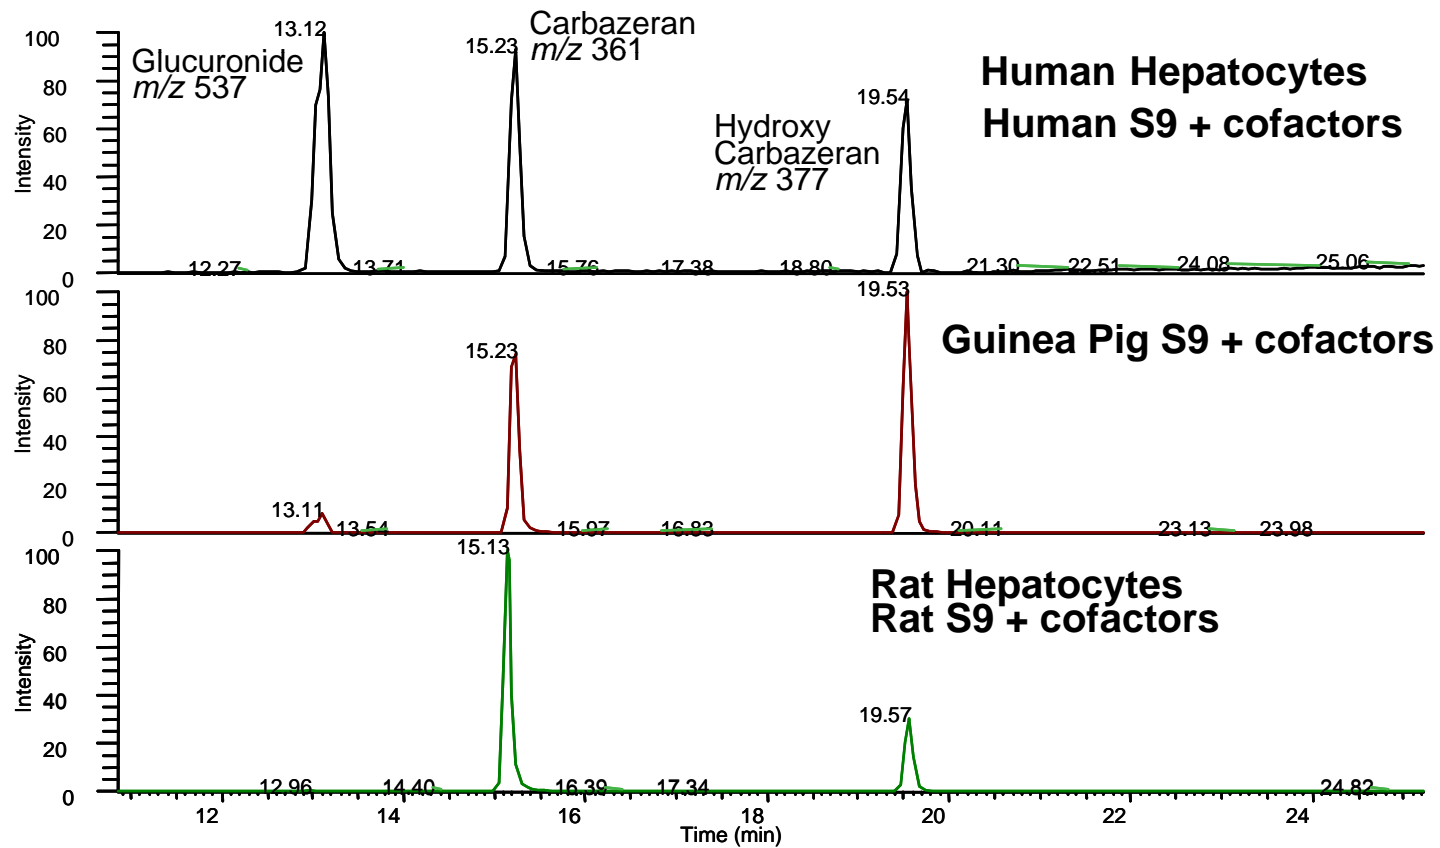 13.12
Carbazeran
m/z 361
15.23
Glucuronide
m/z 537
Human Hepatocytes
Human S9 + cofactors
19.54
Hydroxy
Carbazeran
m/z 377
100
80
60
40
20
0
Intensity
12.27
13.71
15.76
17.38
18.80
21.30
22.51
24.08
25.06
19.53
Guinea Pig S9 + cofactors
15.23
13.11
100
80
60
40
20
0
Intensity
13.54
15.97
16.83
20.11
23.13
23.98
15.13
Rat Hepatocytes
Rat S9 + cofactors
19.57
100
80
60
40
20
0
Intensity
12.96
14.40
16.39
17.34
24.82
12 14 16 18 20 22 24
Time (min)